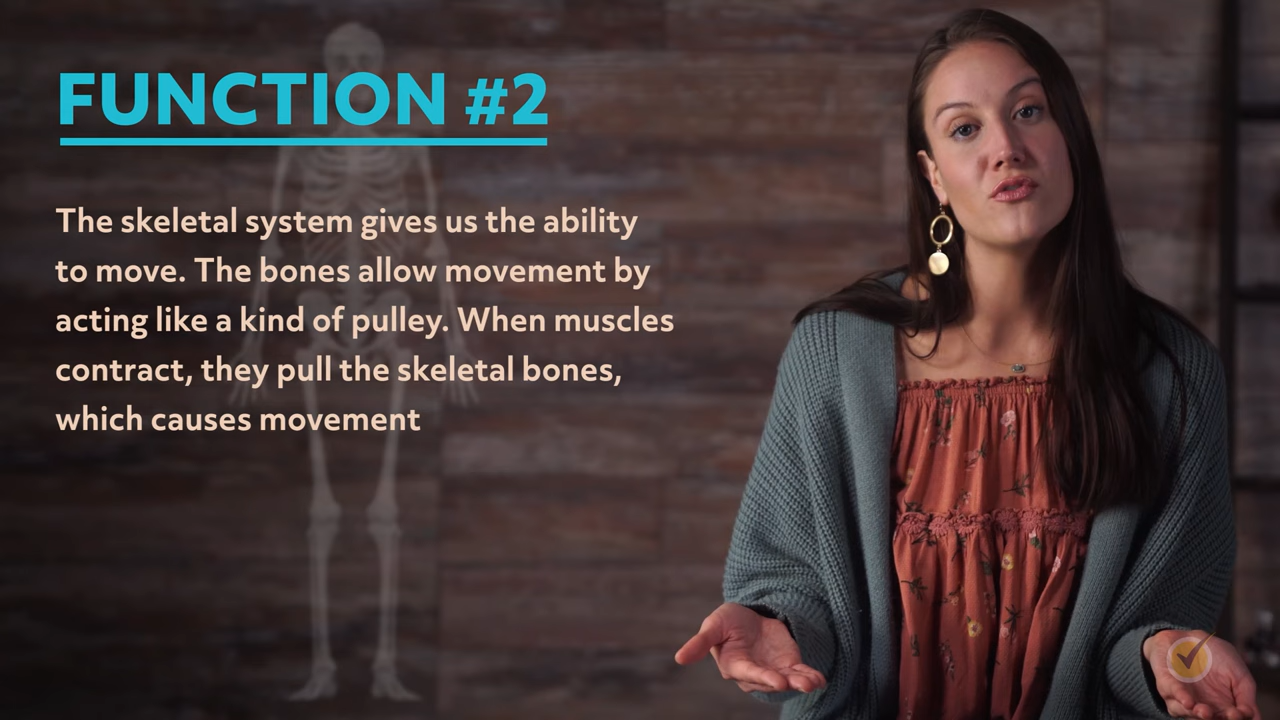 FUNCTION #2
The skeletal system gives us the ability
to move. The bones allow movement by
acting like a kind of pulley. When muscles
contract, they pull the skeletal bones,
which causes movement